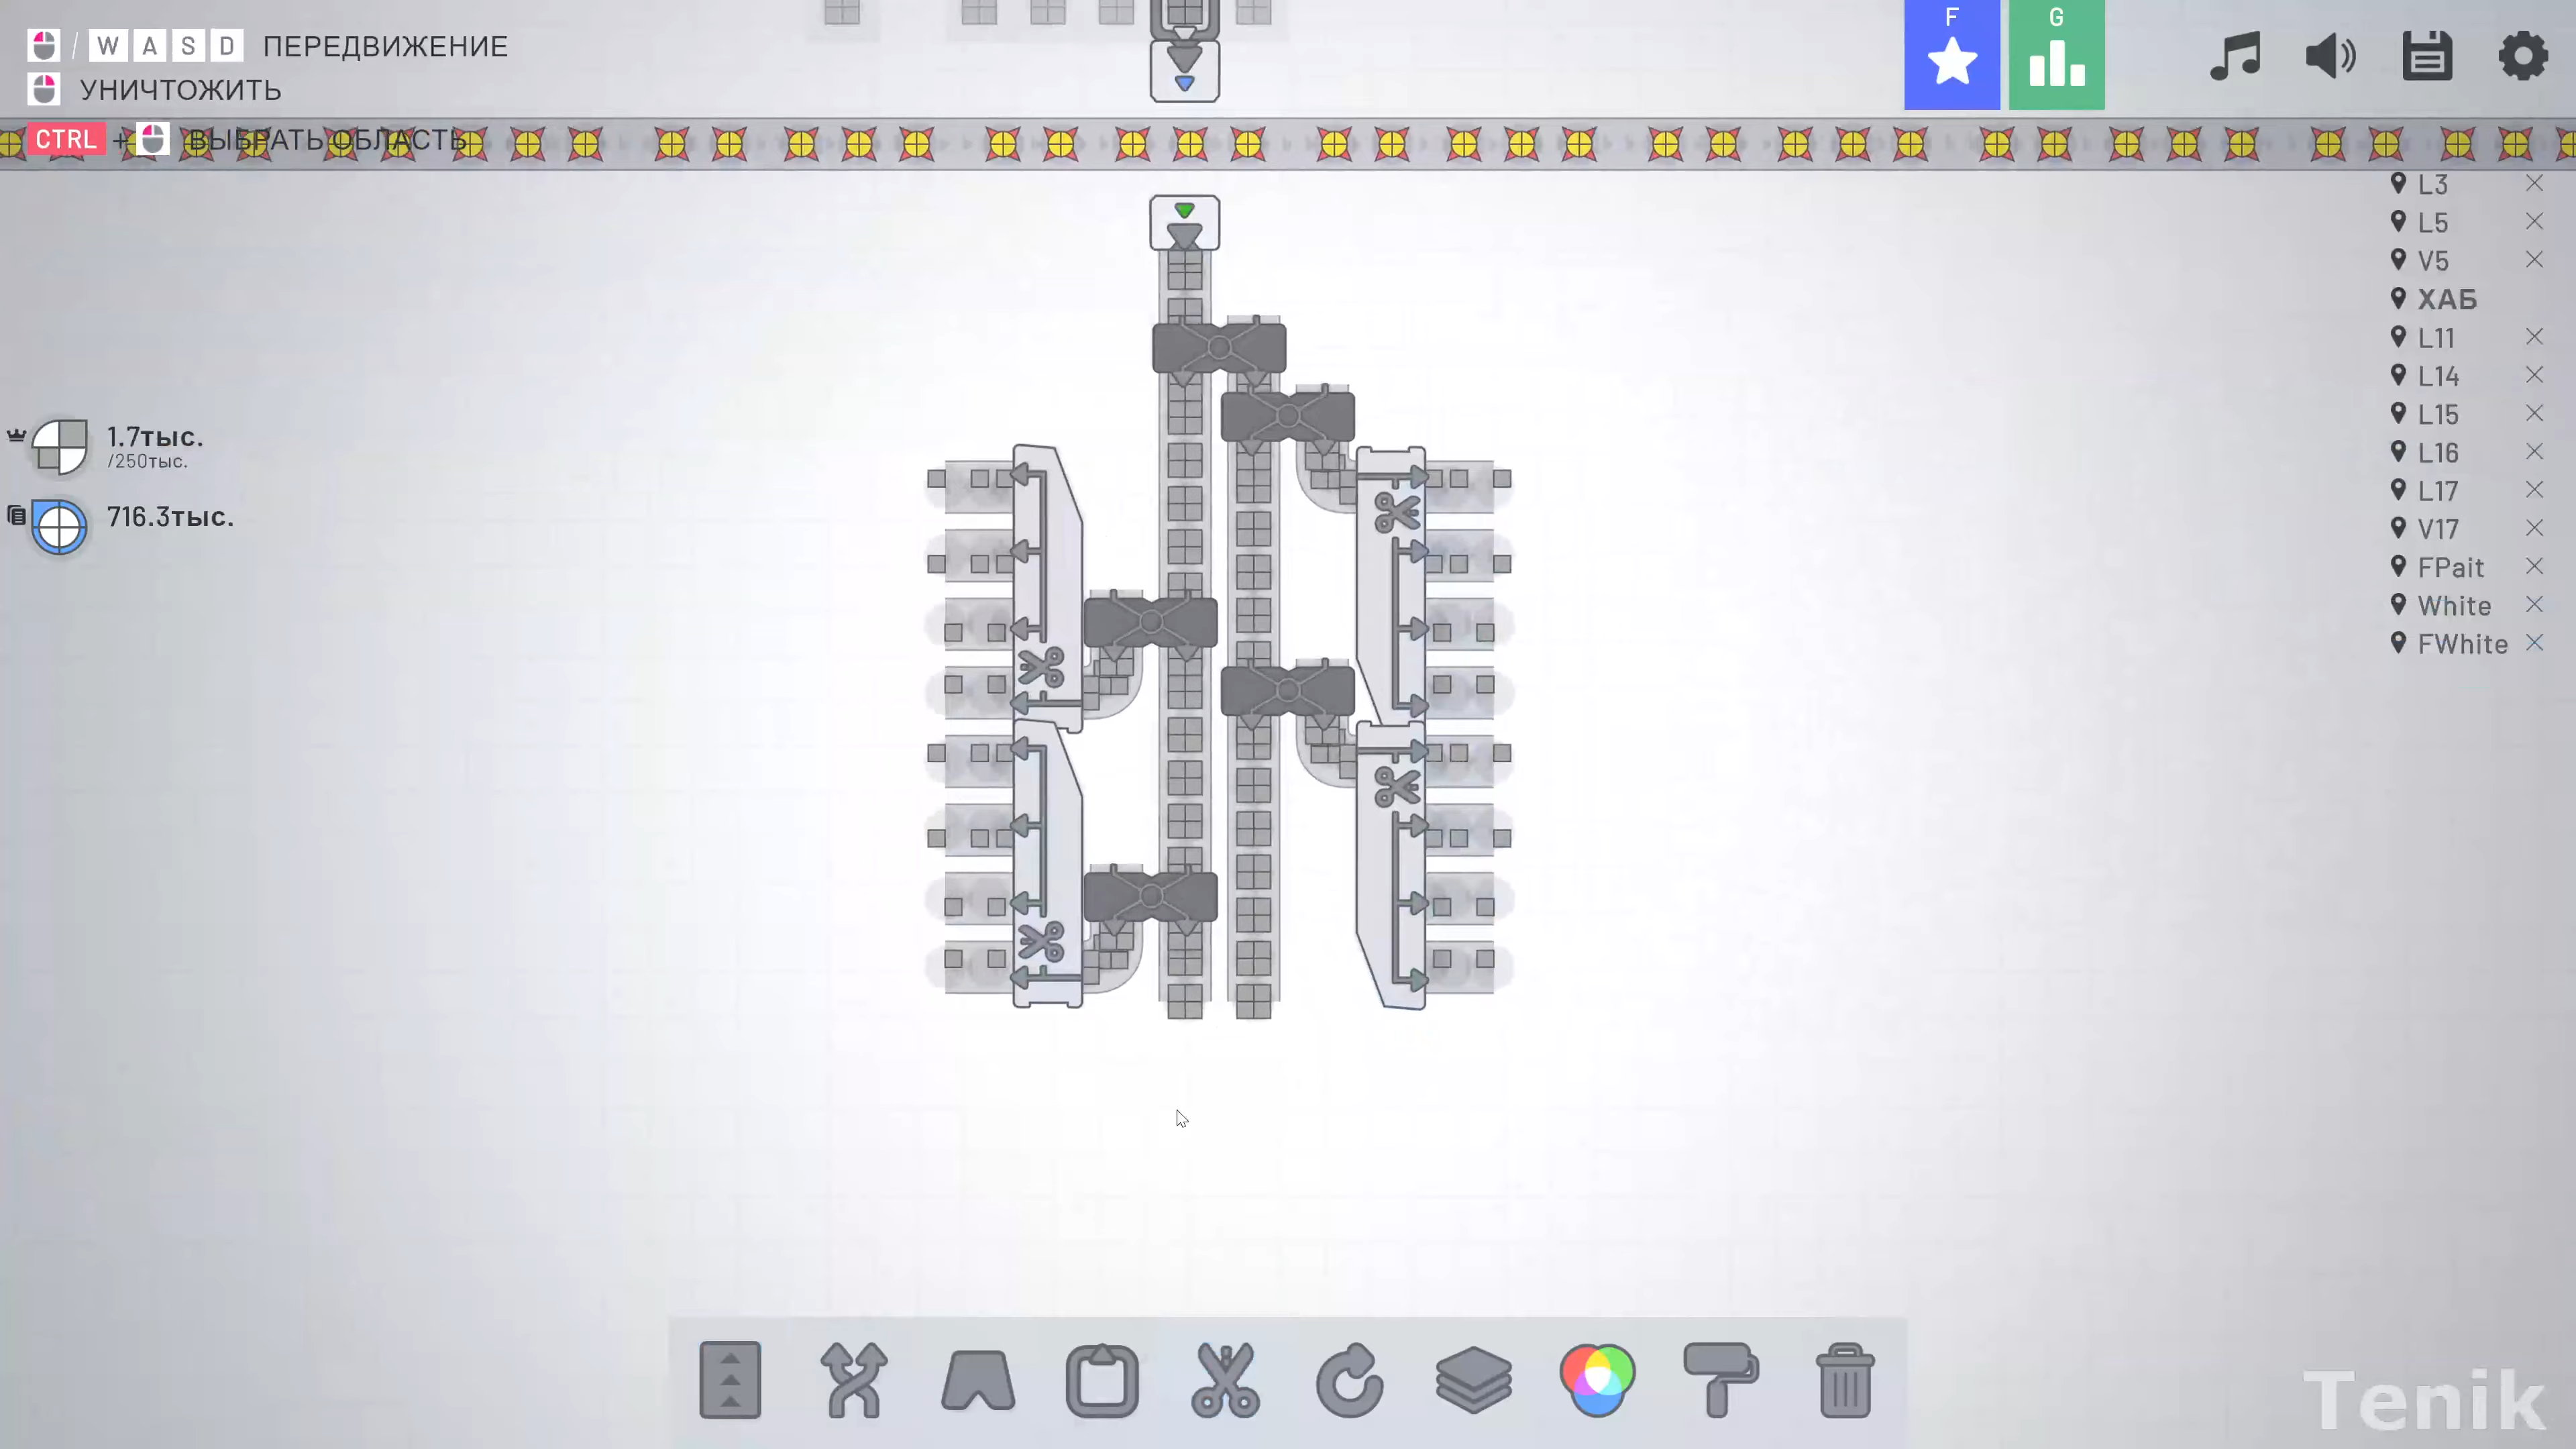 F
G
/ W A S D ПЕРЕДВИЖЕНИЕ
УНИЧТОЖИТЬ
CTRL + ВЫБРАТЬ ОБЛАСТЬ
L3
L5
V5
ХАБ
L11
L14
L15
L16
L17
V17
FPait
White
FWhite
1.7тыс.
/250тыс.
716.3тыс.
Tenik